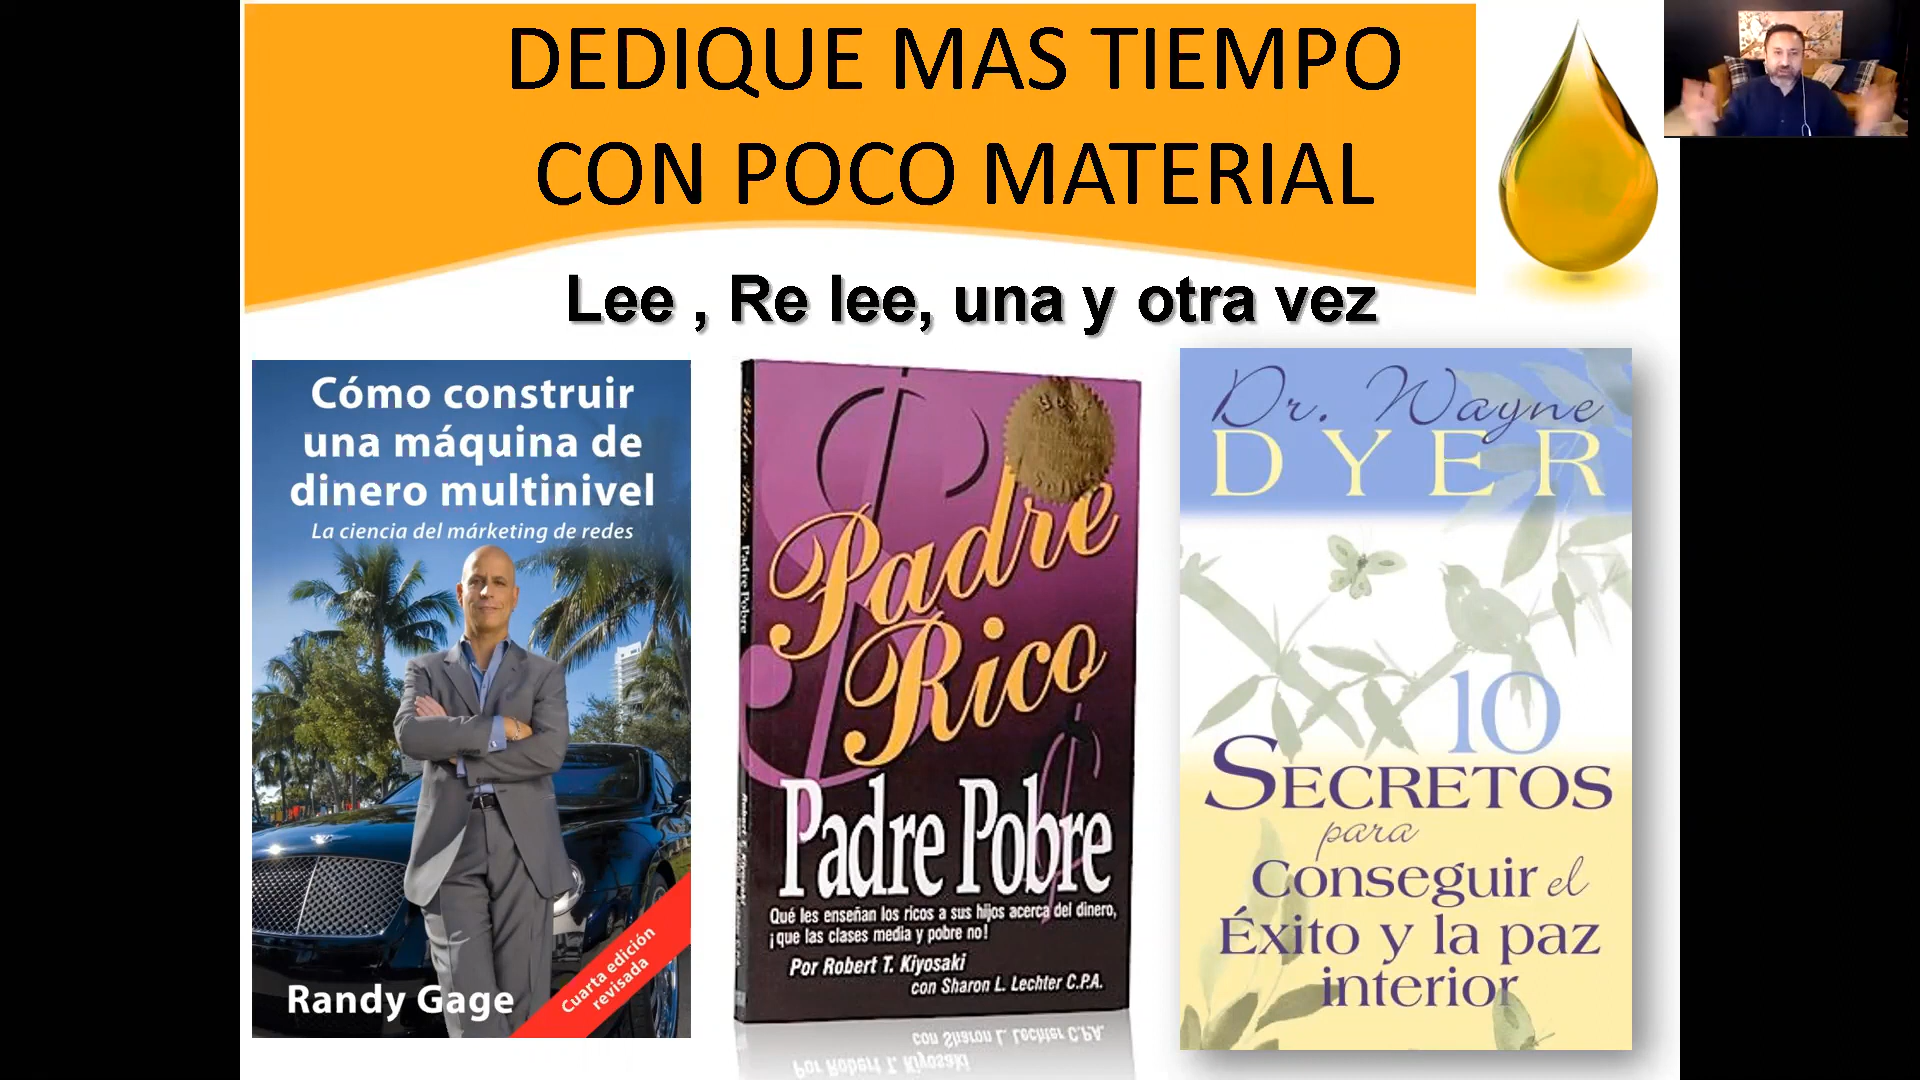 DEDIQUE MAS TIEMPO
CON POCO MATERIAL
Lee , Re lee, una y otra vez
Cómo construir
una máquina de
dinero multinivel
La ciencia del márketing de redes
Randy Gage
Cuarta edición
revisada
Padre
Rico
Padre Pobre
Qué les enseñan los ricos a sus hijos acerca del dinero,
¡que las clases media y pobre no!
Por Robert T. Kiyosaki
con Sharon L. Lechter C.P.A.
Dr. Wayne
DYER
10
SECRETOS
para
CONSEGUIR el
ÉXITO Y LA PAZ
INTERIOR